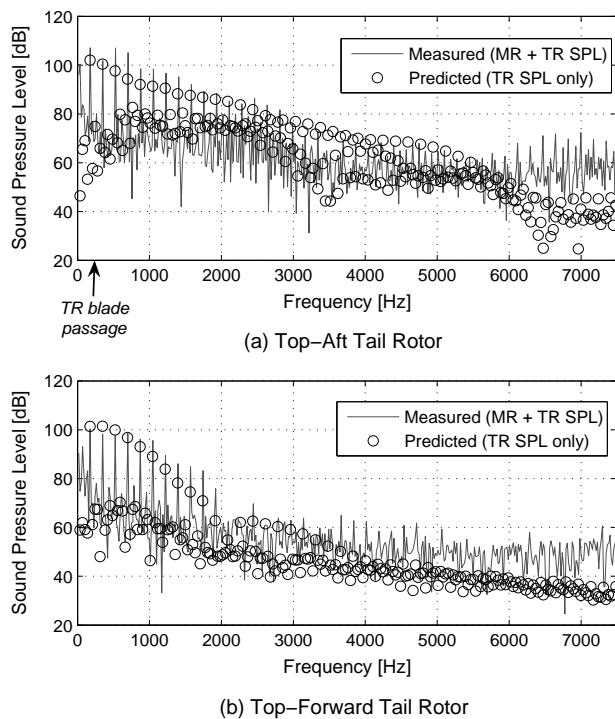 120
100
80
60
40
20
Sound Pressure Level [dB]
Measured (MR + TR SPL)
Predicted (TR SPL only)
0 1000 2000 3000 4000 5000 6000 7000
TR blade
passage
Frequency [Hz]
(a) Top−Aft Tail Rotor
120
100
80
60
40
20
Sound Pressure Level [dB]
Measured (MR + TR SPL)
Predicted (TR SPL only)
0 1000 2000 3000 4000 5000 6000 7000
Frequency [Hz]
(b) Top−Forward Tail Rotor